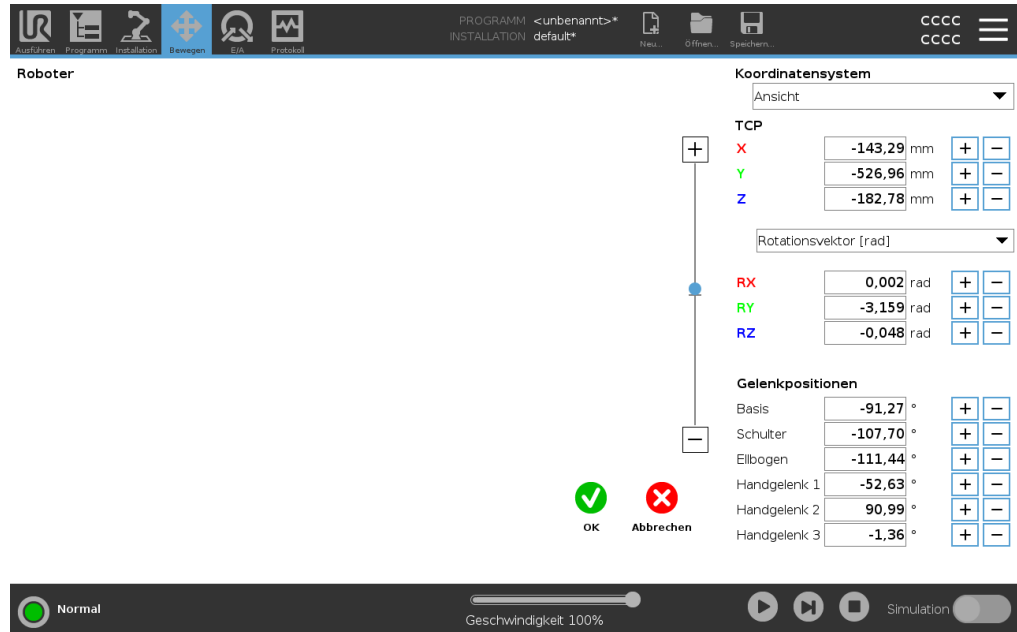 PROGRAMM <unbenannt>*
INSTALLATION default*
Ausführen Programm Installation Bewegen E/A Protokoll
Neu... Öffnen... Speichern...
CCCC
CCCC
Roboter
Koordinatensystem
Ansicht
TCP
X -143,29 mm + −
Y -526,96 mm + −
Z -182,78 mm + −
Rotationsvektor [rad]
RX 0,002 rad + −
RY -3,159 rad + −
RZ -0,048 rad + −
Gelenkpositionen
Basis -91,27 ° + −
Schulter -107,70 ° + −
Ellbogen -111,44 ° + −
Handgelenk 1 -52,63 ° + −
Handgelenk 2 90,99 ° + −
Handgelenk 3 -1,36 ° + −
+
−
OK Abbrechen
Normal
Geschwindigkeit 100%
Simulation